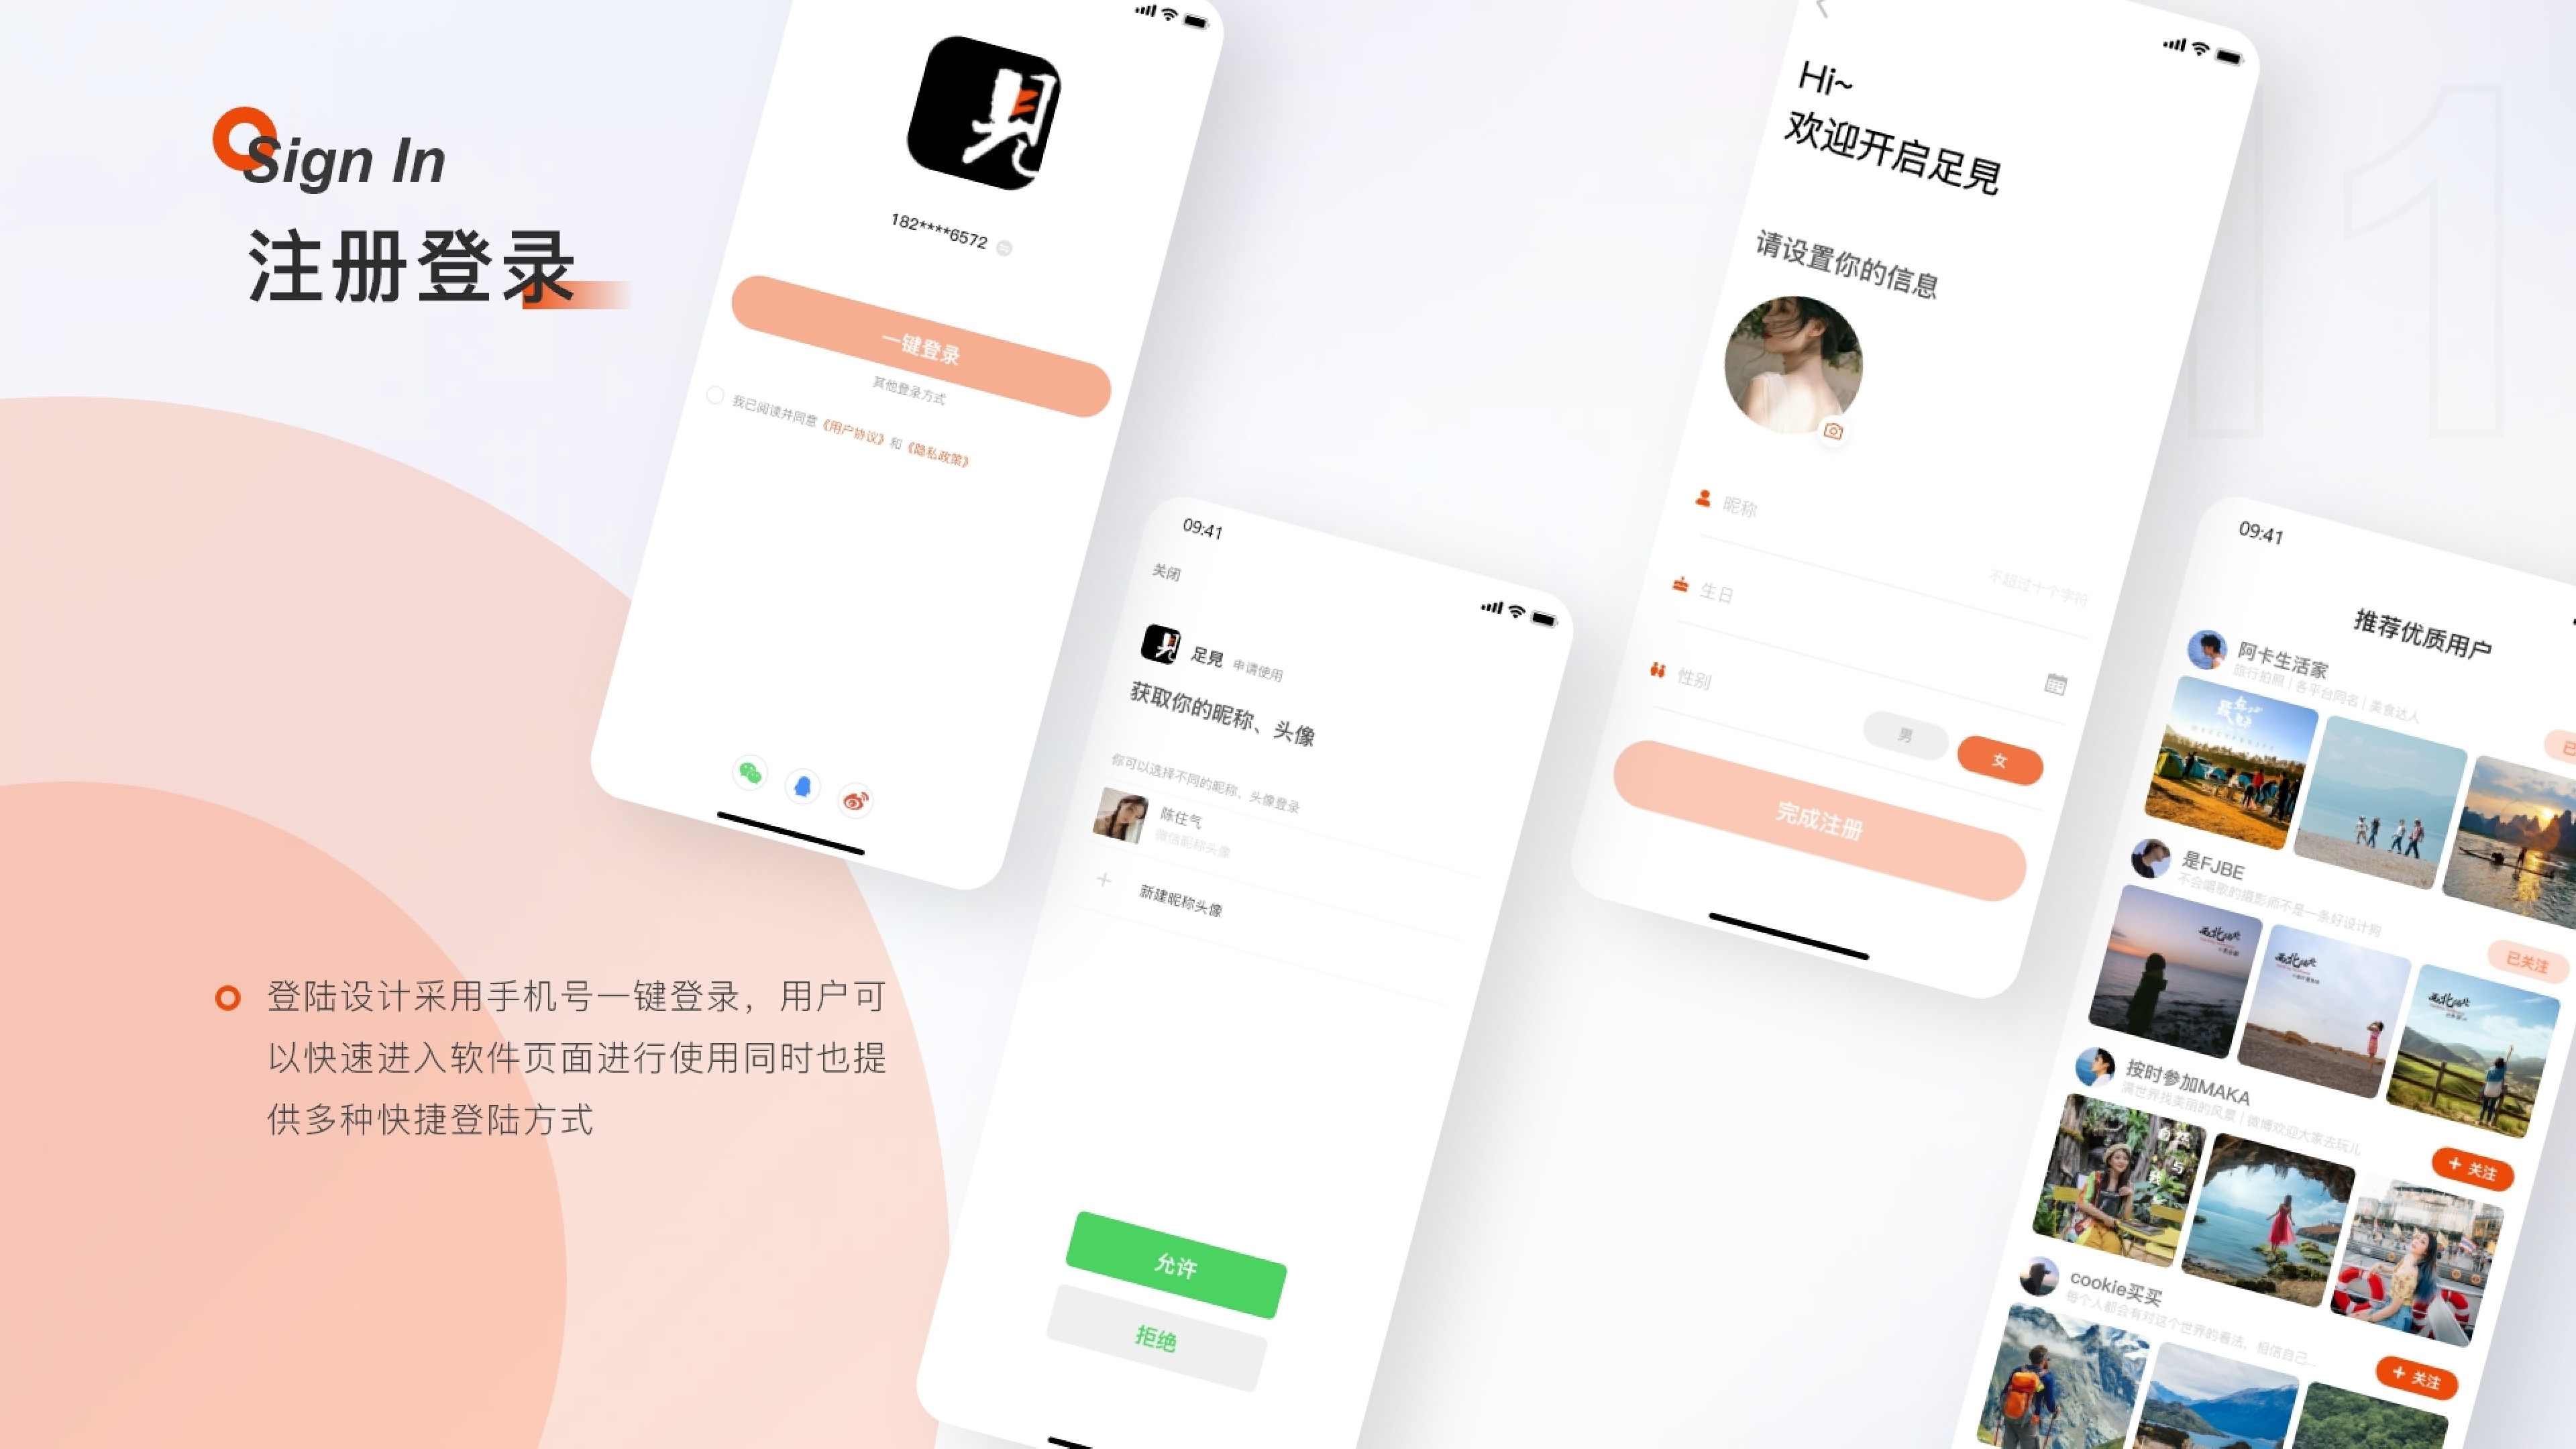 Sign In
注册登录
登陆设计采用手机号一键登录，用户可
以快速进入软件页面进行使用同时也提
供多种快捷登陆方式
見
182****6572
一键登录
其他登录方式
我已阅读并同意《用户协议》和《隐私政策》
09:41
关闭
足見 申请使用
获取你的昵称、头像
你可以选择不同的昵称、头像登录
陈住气
微信昵称头像
新建昵称头像
允许
拒绝
Hi~
欢迎开启足見
请设置你的信息
昵称
不超过十个字符
生日
性别
男
女
完成注册
09:41
推荐优质用户
阿卡生活家
旅行拍照 | 各平台同名 | 美食达人
已
是FJBE
不会唱歌的摄影师不是一条好设计狗
已关注
按时参加MAKA
满世界找美丽的风景 | 微博欢迎大家去玩儿
+ 关注
cookie买买
每个人都会有对这个世界的看法，相信自己...
+ 关注
1